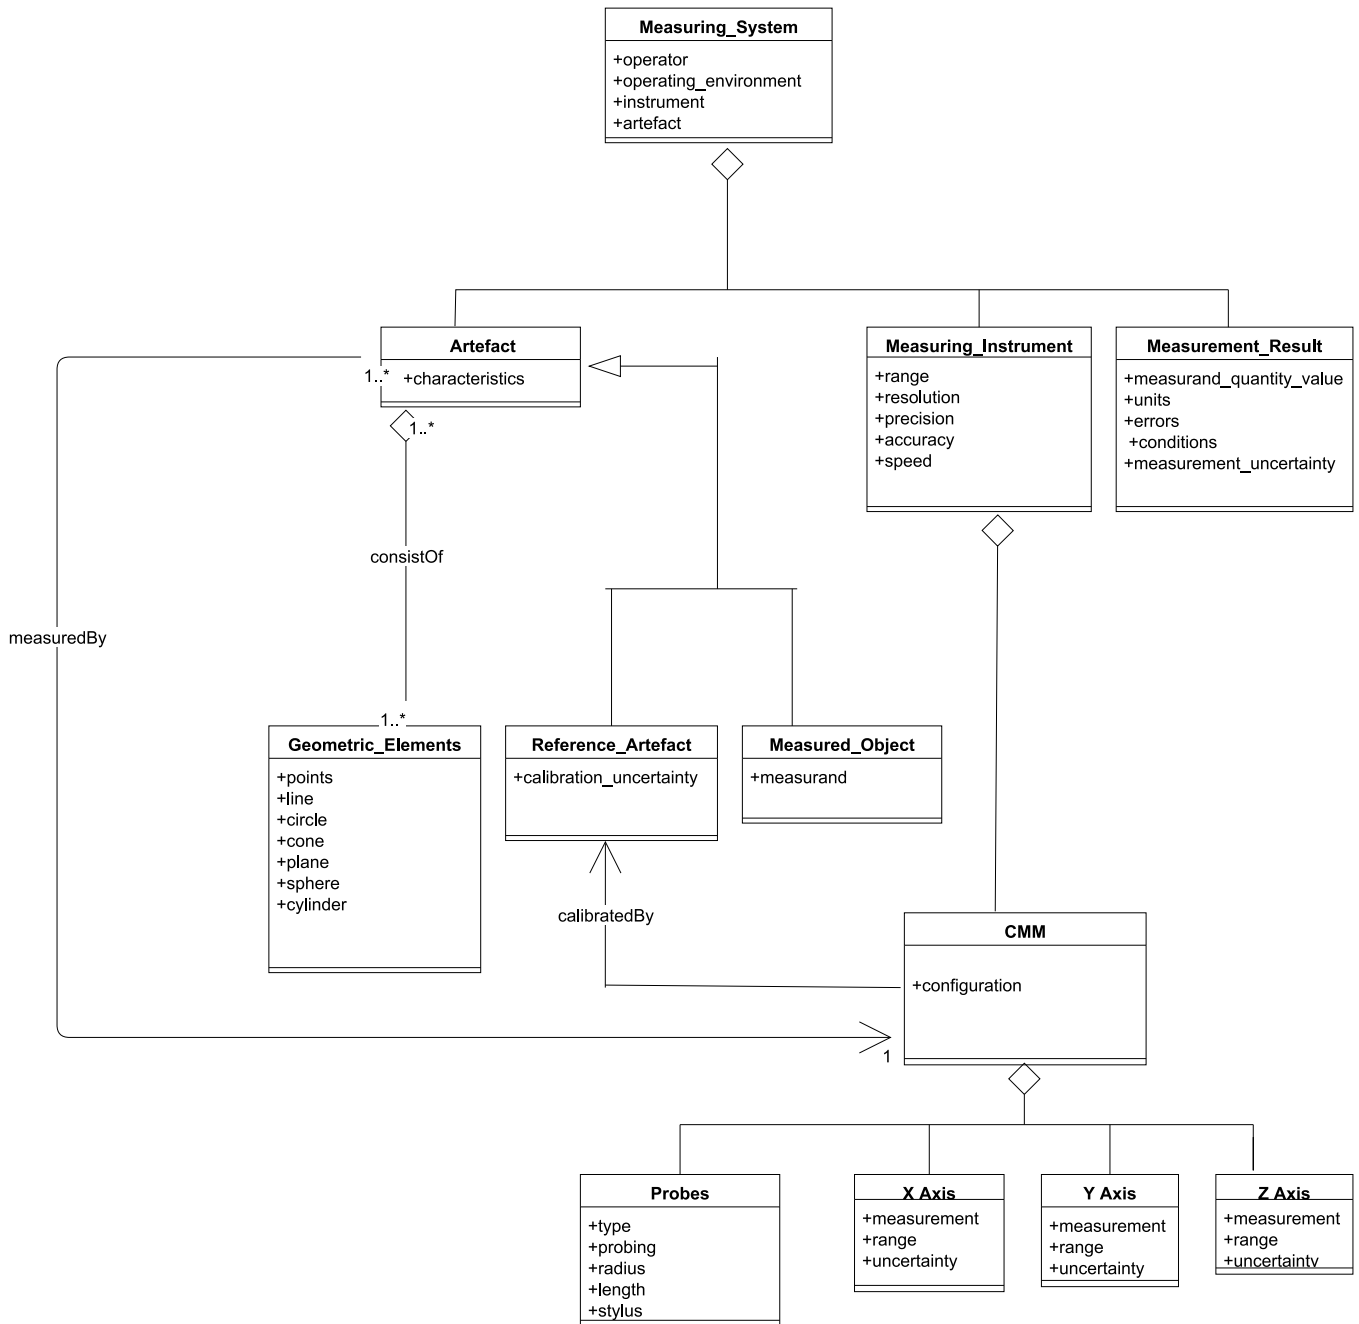 Measuring_System
+operator
+operating_environment
+instrument
+artefact
Artefact
+characteristics
1..*
1..*
Measuring_Instrument
+range
+resolution
+precision
+accuracy
+speed
Measurement_Result
+measurand_quantity_value
+units
+errors
+conditions
+measurement_uncertainty
consistOf
measuredBy
1..*
Geometric_Elements
+points
+line
+circle
+cone
+plane
+sphere
+cylinder
Reference_Artefact
+calibration_uncertainty
Measured_Object
+measurand
calibratedBy
CMM
+configuration
1
Probes
+type
+probing
+radius
+length
+stylus
X Axis
+measurement
+range
+uncertainty
Y Axis
+measurement
+range
+uncertainty
Z Axis
+measurement
+range
+uncertainty